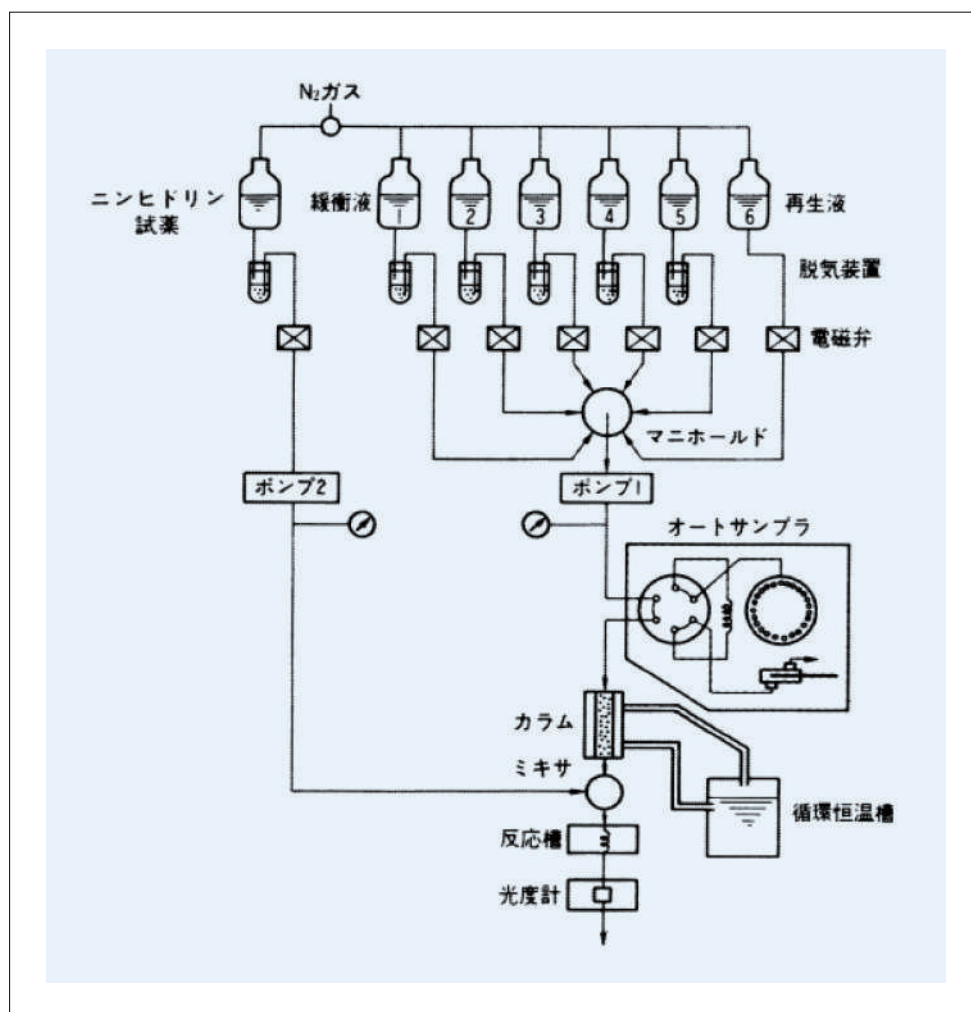 N₂ガス
ニンヒドリン
試薬
緩衝液
1
2
3
4
5
6
再生液
脱気装置
電磁弁
マニホールド
ポンプ2
ポンプ1
オートサンプラ
カラム
ミキサ
循環恒温槽
反応槽
光度計